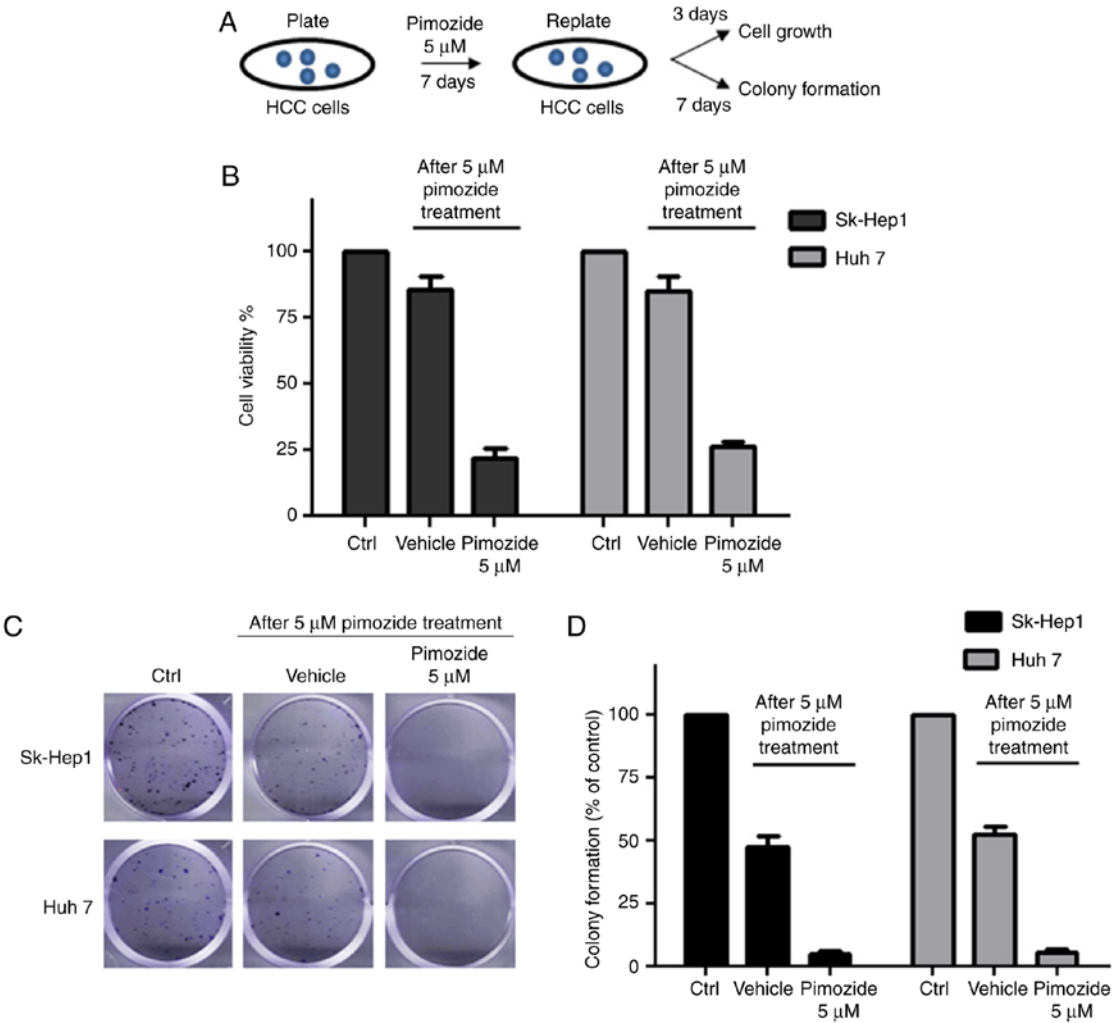 A
Plate
HCC cells
Pimozide
5 μM
7 days
Replate
HCC cells
3 days
Cell growth
7 days
Colony formation
B
After 5 μM
pimozide
treatment
After 5 μM
pimozide
treatment
Sk-Hep1
Huh 7
Cell viability %
100
75
50
25
0
Ctrl
Vehicle
Pimozide
5 μM
Ctrl
Vehicle
Pimozide
5 μM
C
After 5 μM pimozide treatment
Ctrl
Vehicle
Pimozide
5 μM
Sk-Hep1
Huh 7
D
Sk-Hep1
Huh 7
After 5 μM
pimozide
treatment
After 5 μM
pimozide
treatment
Colony formation (% of control)
100
75
50
25
0
Ctrl
Vehicle
Pimozide
5 μM
Ctrl
Vehicle
Pimozide
5 μM